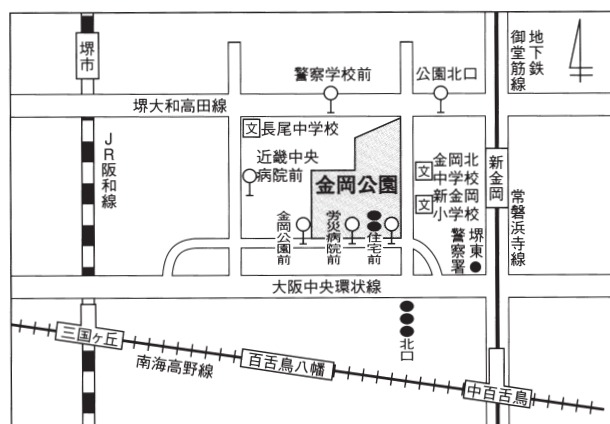 堺市
警察学校前
公園北口
地下鉄
御堂筋線
堺大和高田線
文長尾中学校
JR阪和線
近畿中央
病院前
金岡公園
文金岡北
中学校
文新金岡
小学校
新金岡
常磐浜寺線
金岡公園前
労災病院前
●●住宅前
堺東
警察署●
大阪中央環状線
●●●北口
三国ヶ丘
南海高野線
百舌鳥八幡
中百舌鳥